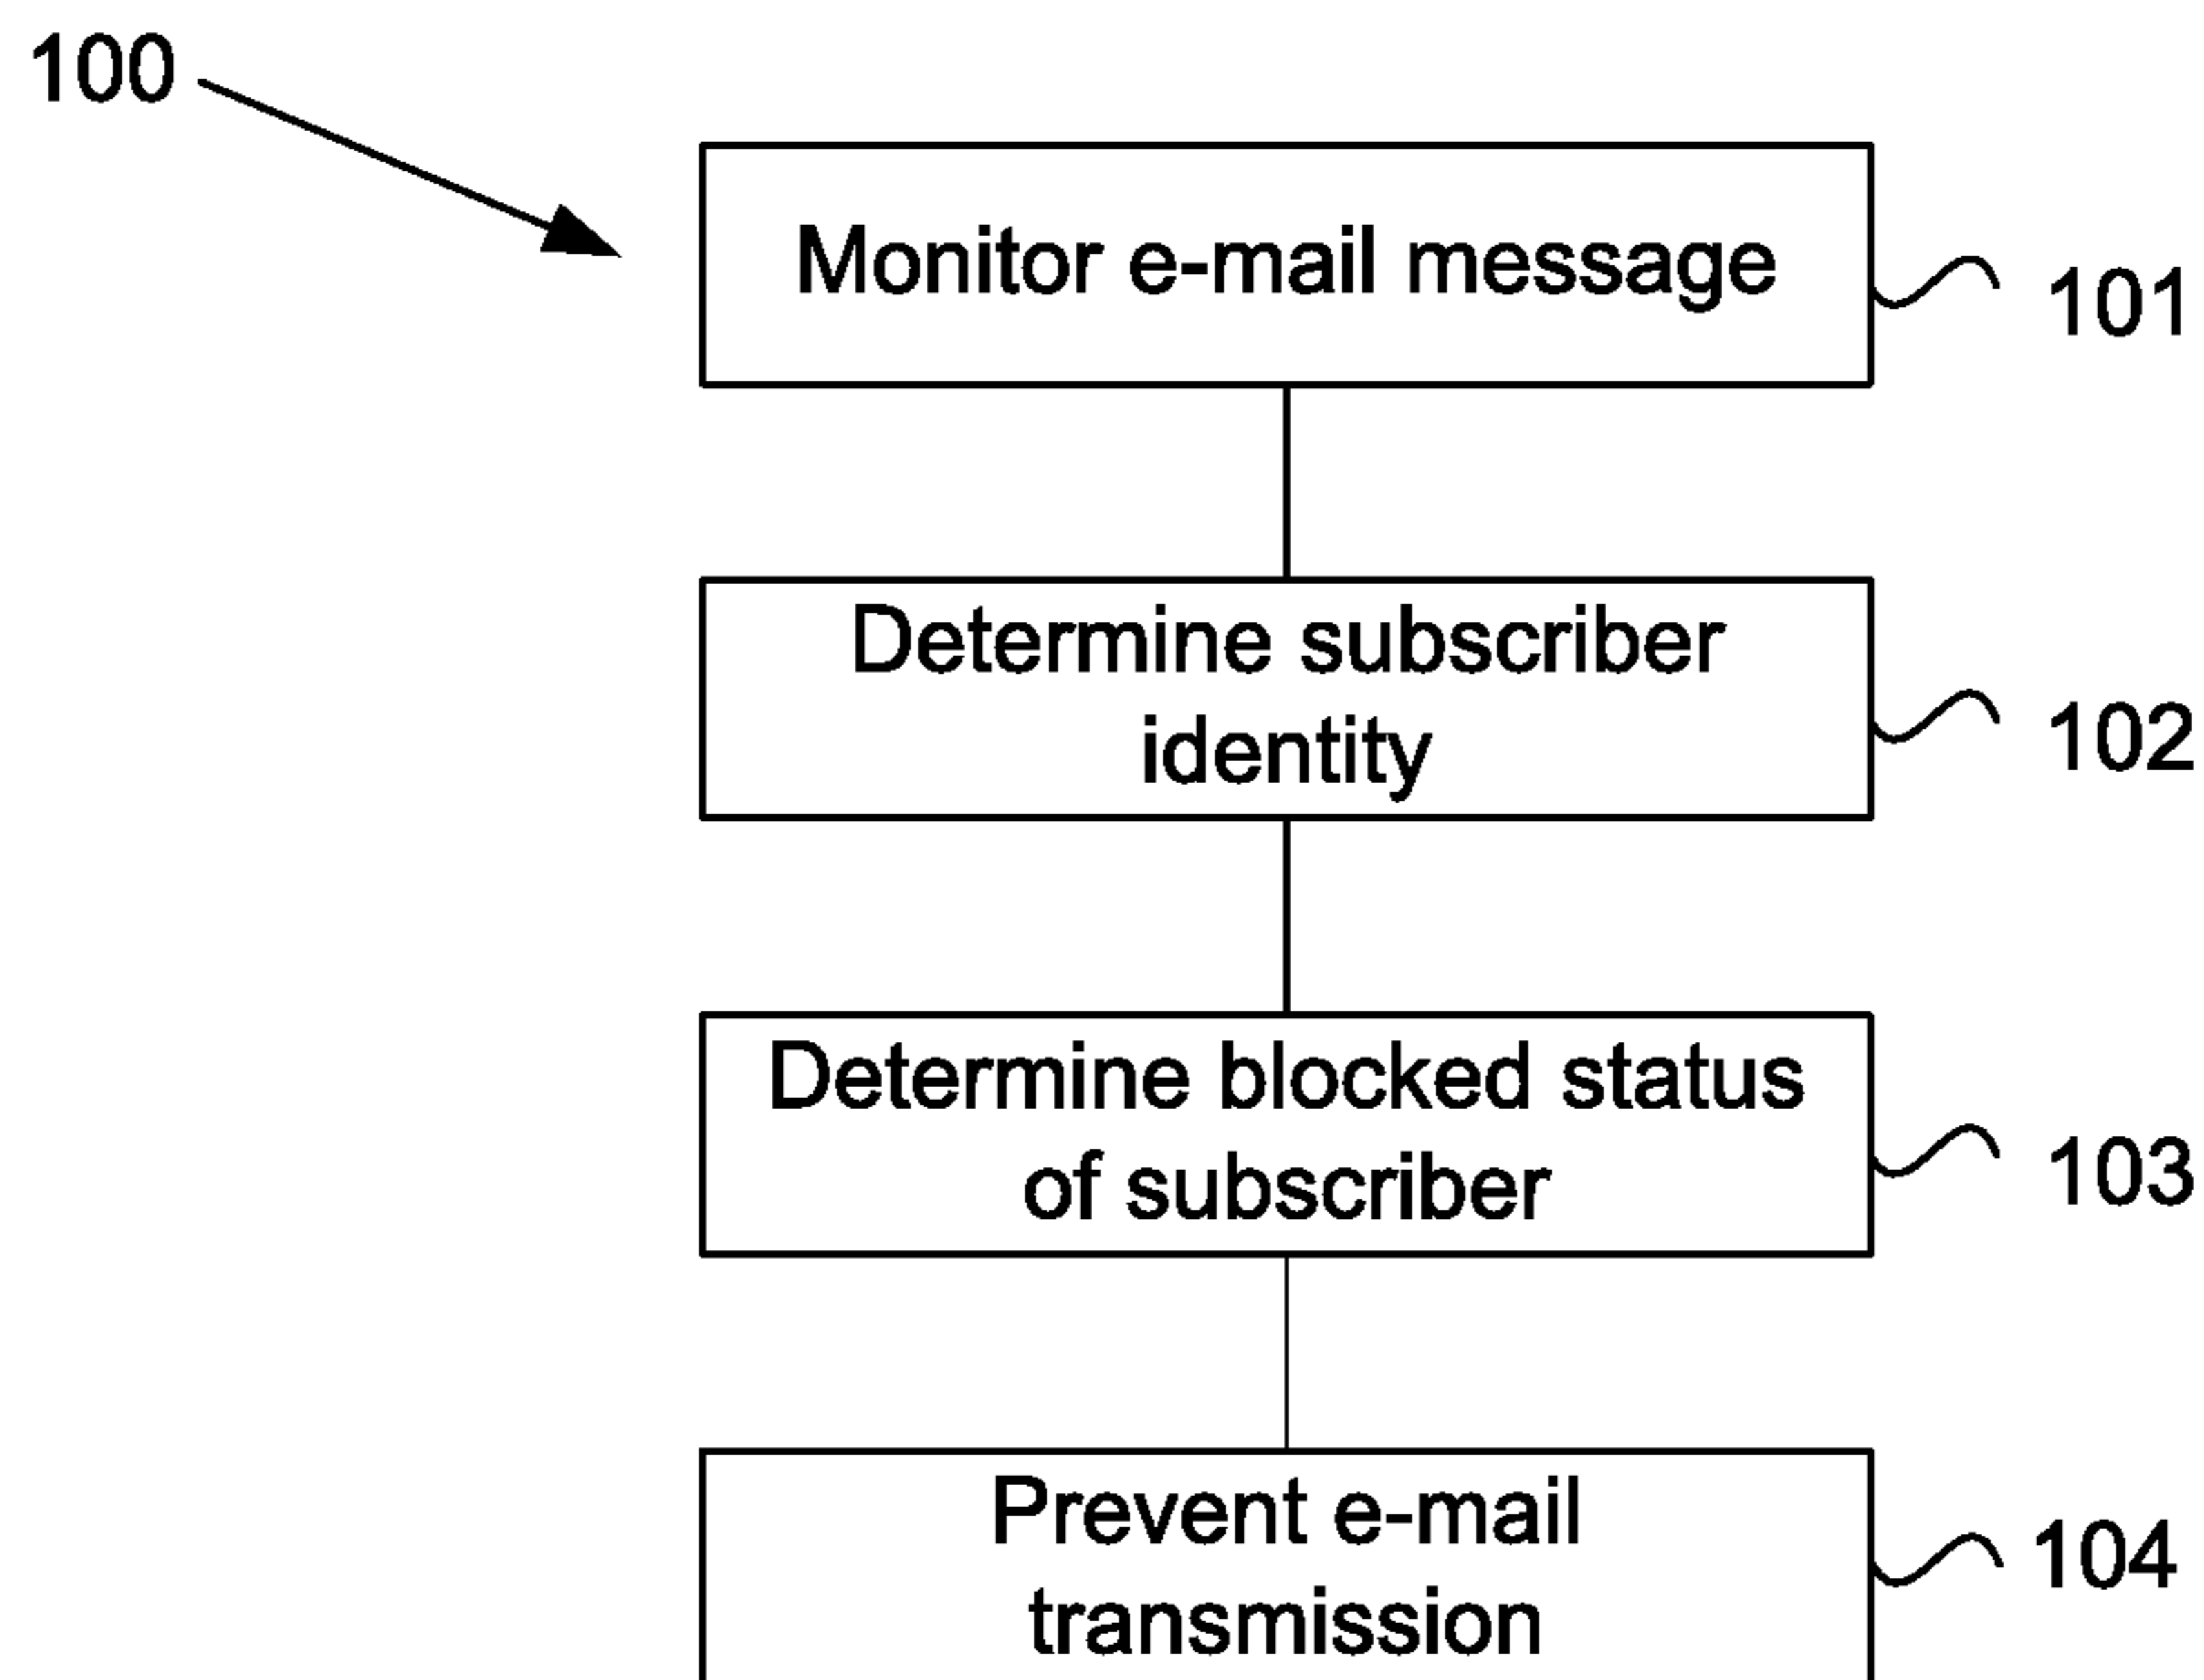 100
Monitor e-mail message
101
Determine subscriber
identity
102
Determine blocked status
of subscriber
103
Prevent e-mail
transmission
104